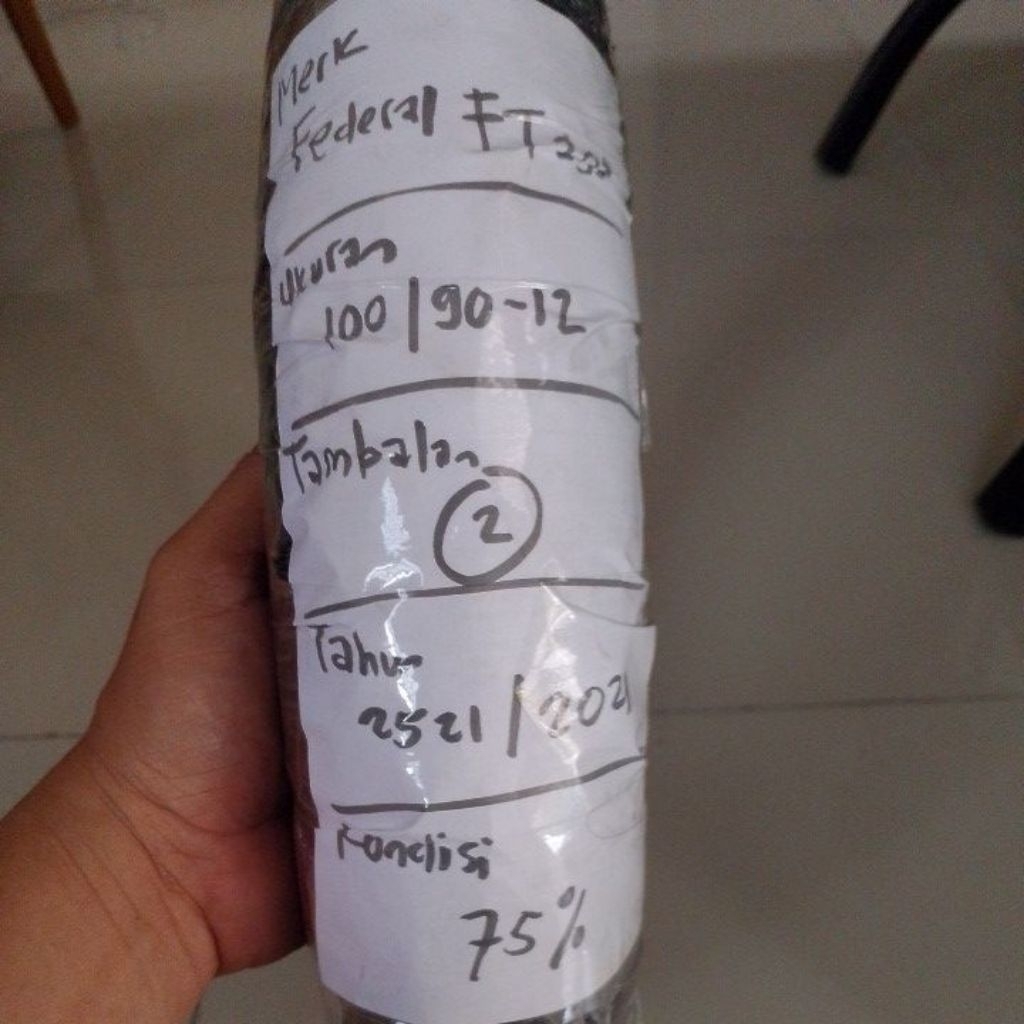 Merk
Federal FT
Ukuran
100/90-12
Tambalan
2
Tahun
2521/2021
Kondisi
75%